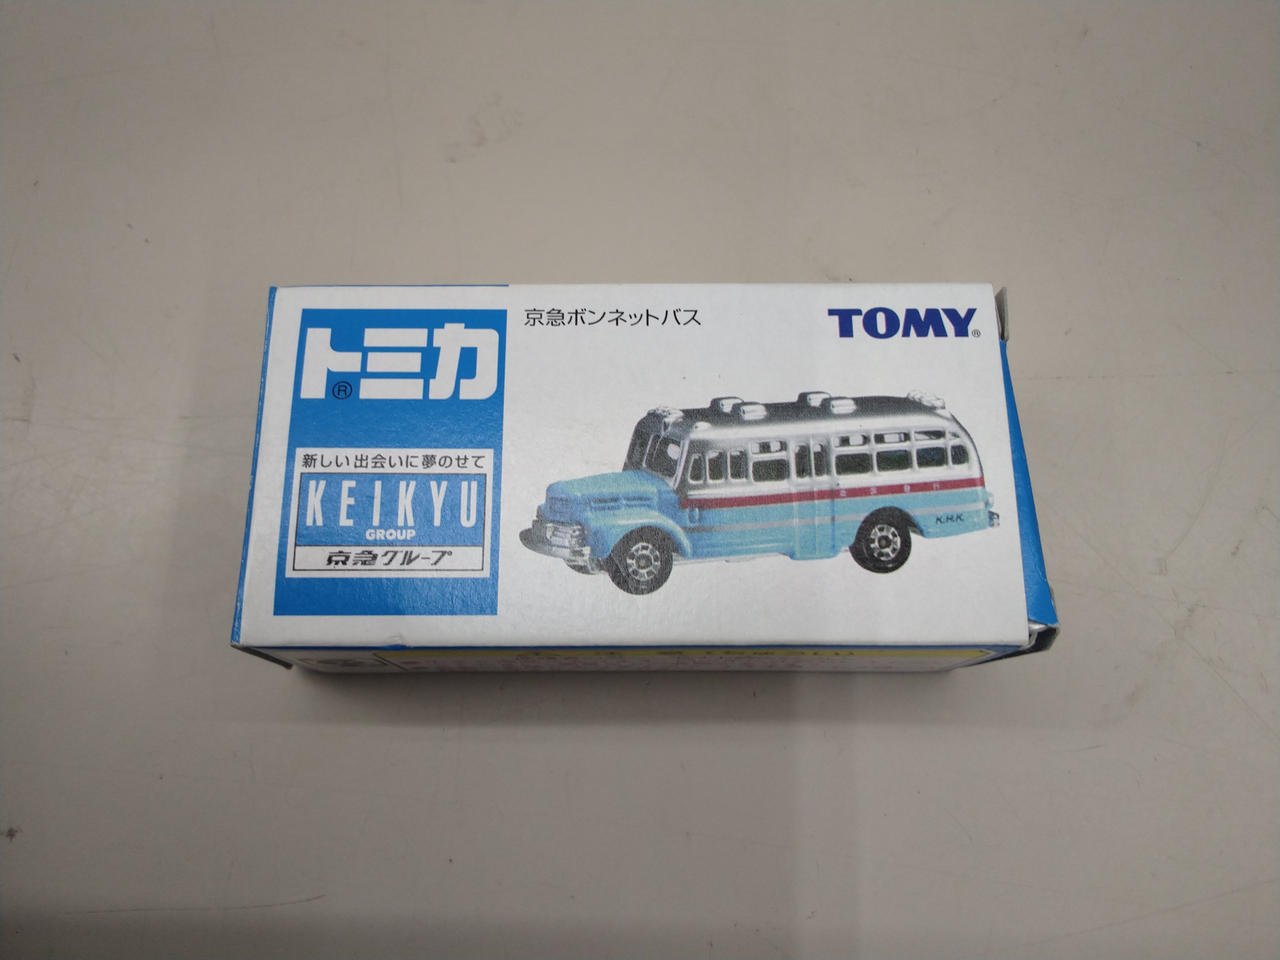 トミカ
®
新しい出会いに夢のせて
KEIKYU
GROUP
京急グループ
京急ボンネットバス
TOMY®
K.H.K.